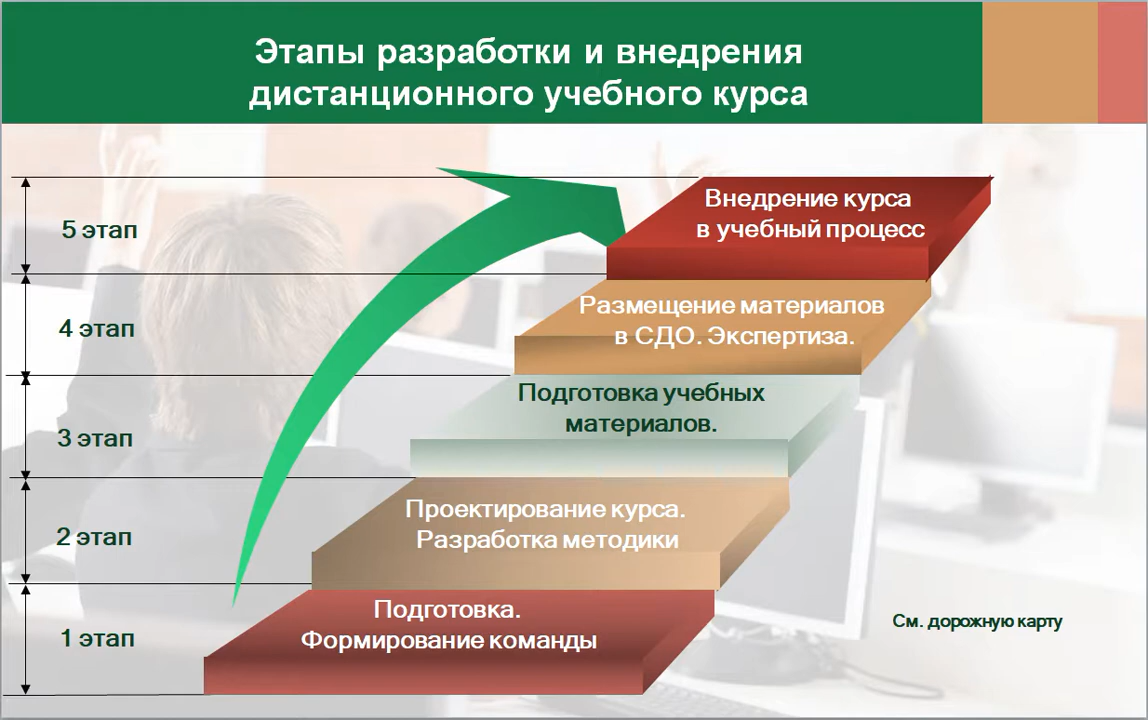 Этапы разработки и внедрения
дистанционного учебного курса
5 этап
Внедрение курса
в учебный процесс
4 этап
Размещение материалов
в СДО. Экспертиза.
3 этап
Подготовка учебных
материалов.
2 этап
Проектирование курса.
Разработка методики
1 этап
Подготовка.
Формирование команды
См. дорожную карту